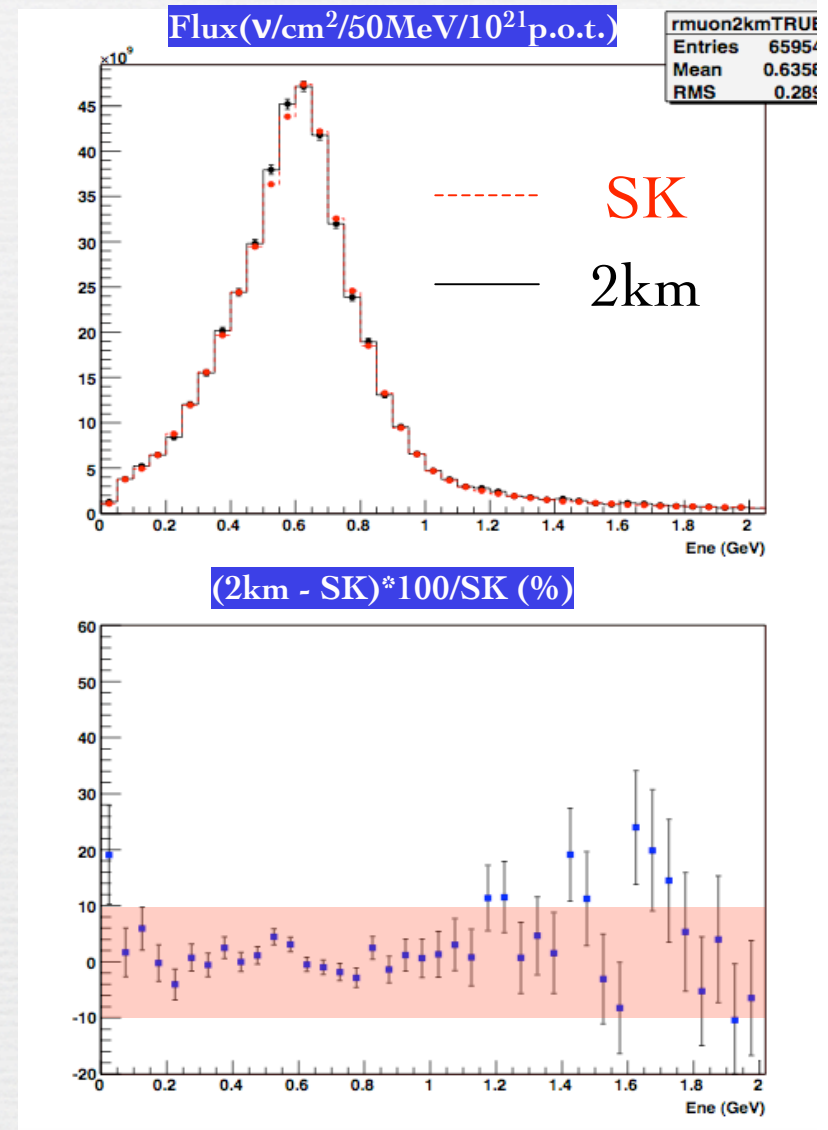 Flux(ν/cm²/50MeV/10²¹p.o.t.)
rmuon2kmTRUE
Entries 65954
Mean 0.6358
RMS 0.289
×10⁹
45
40
35
30
25
20
15
10
5
0
SK
2km
0 0.2 0.4 0.6 0.8 1 1.2 1.4 1.6 1.8 2
Ene (GeV)
(2km - SK)*100/SK (%)
60
50
40
30
20
10
0
-10
-20
0 0.2 0.4 0.6 0.8 1 1.2 1.4 1.6 1.8 2
Ene (GeV)